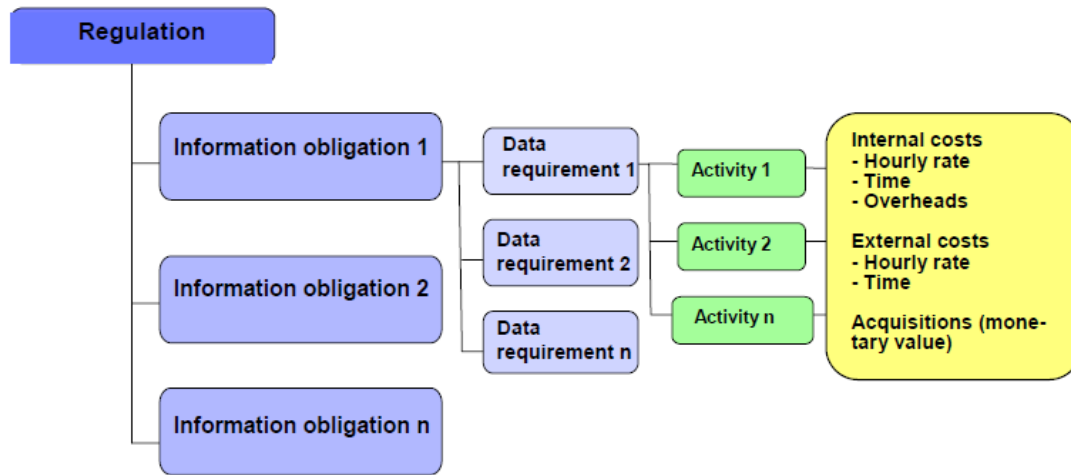 Regulation
Information obligation 1
Information obligation 2
Information obligation n
Data
requirement 1
Data
requirement 2
Data
requirement n
Activity 1
Activity 2
Activity n
Internal costs
- Hourly rate
- Time
- Overheads
External costs
- Hourly rate
- Time
Acquisitions (mone-
tary value)